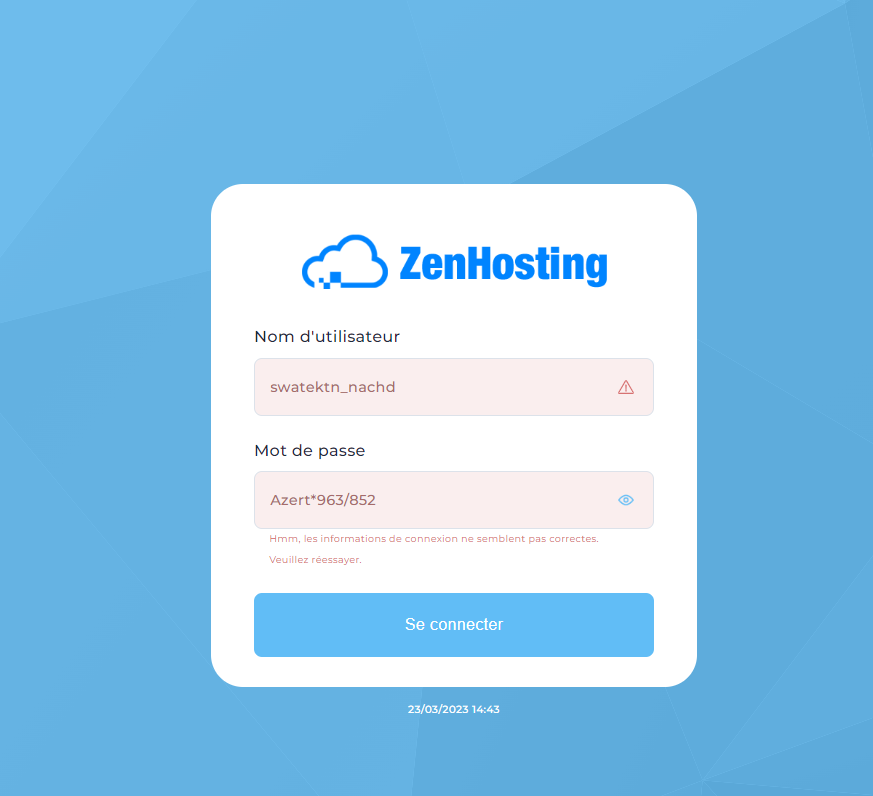 ZenHosting
Nom d'utilisateur
swatektn_nachd
Mot de passe
Azert*963/852
Hmm, les informations de connexion ne semblent pas correctes.
Veuillez réessayer.
Se connecter
23/03/2023 14:43